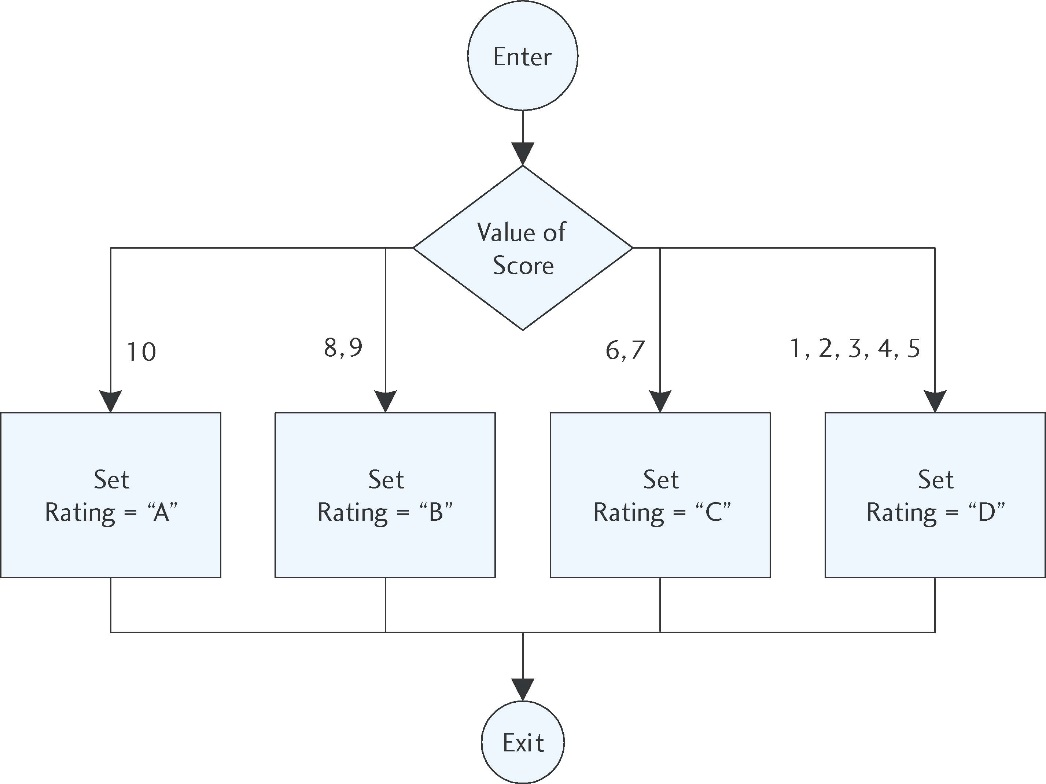 Enter
Value of
Score
10
8,9
6,7
1, 2, 3, 4, 5
Set
Rating = “A”
Set
Rating = “B”
Set
Rating = “C”
Set
Rating = “D”
Exit